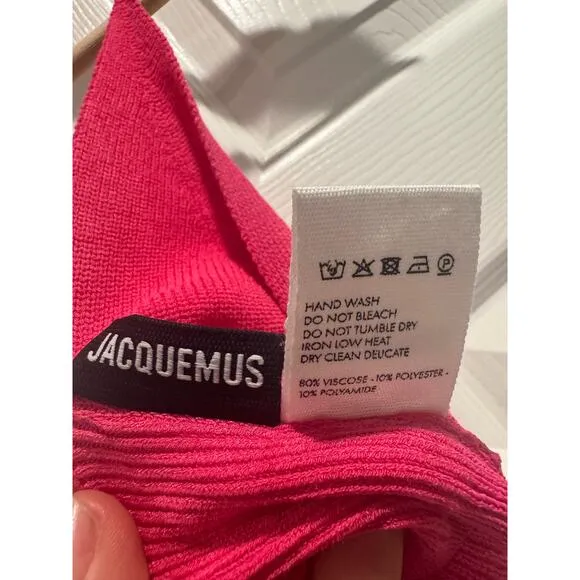 JACQUEMUS
P
HAND WASH
DO NOT BLEACH
DO NOT TUMBLE DRY
IRON LOW HEAT
DRY CLEAN DELICATE
80% VISCOSE - 10% POLYESTER -
10% POLYAMIDE